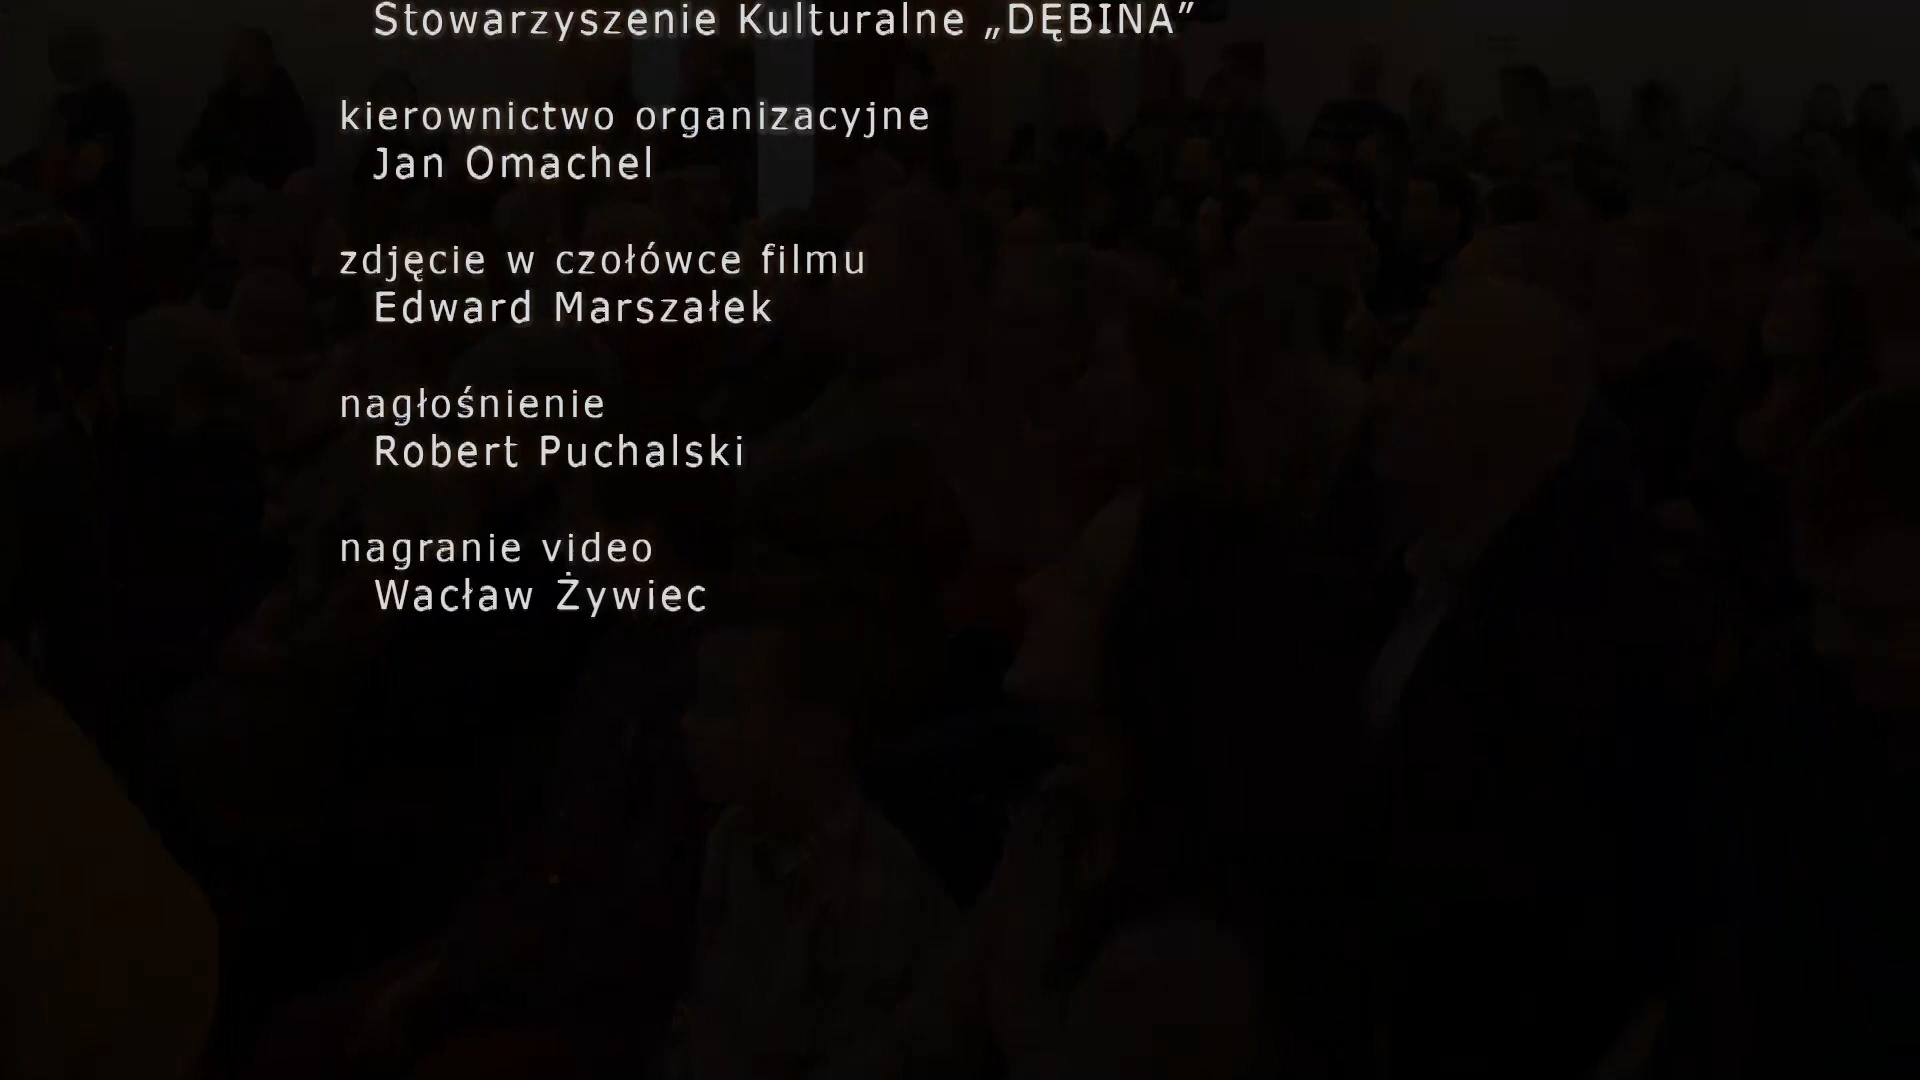 Stowarzyszenie Kulturalne „DĘBINA”
kierownictwo organizacyjne
Jan Omachel
zdjęcie w czołówce filmu
Edward Marszałek
nagłośnienie
Robert Puchalski
nagranie video
Wacław Żywiec